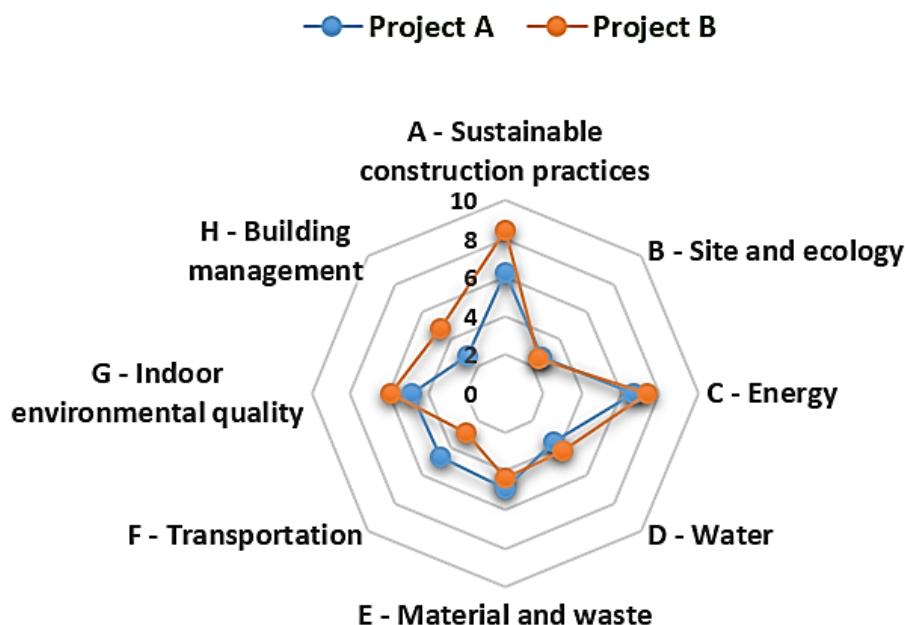 Project A
Project B
A - Sustainable
construction practices
10
8
6
4
2
0
B - Site and ecology
C - Energy
D - Water
E - Material and waste
F - Transportation
G - Indoor
environmental quality
H - Building
management